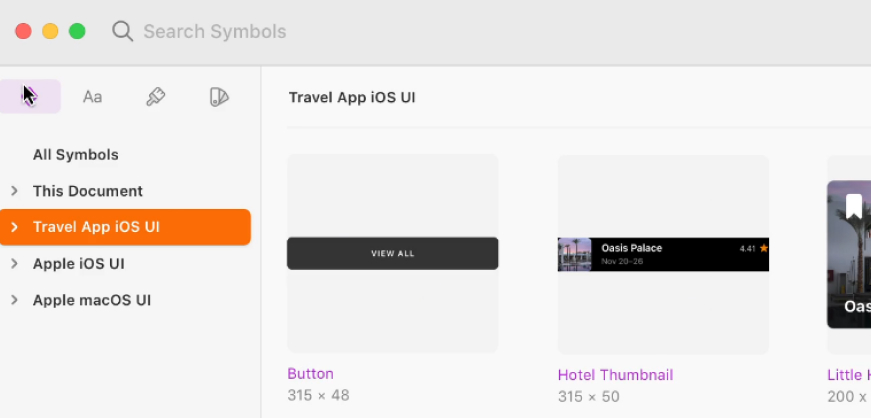 Search Symbols
Aa
Travel App iOS UI
All Symbols
This Document
Travel App iOS UI
Apple iOS UI
Apple macOS UI
VIEW ALL
Oasis Palace
4.41
Nov 20–26
Oas
Button
315 × 48
Hotel Thumbnail
315 × 50
Little
200 x